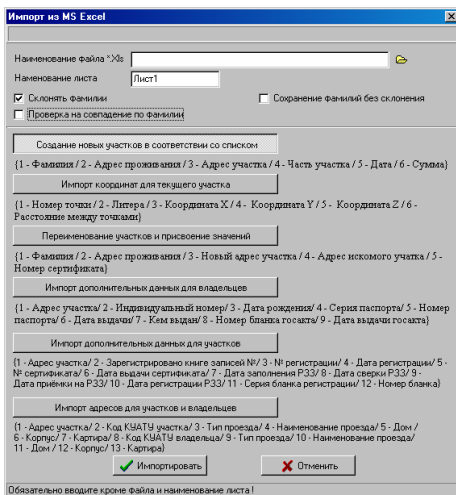 Импорт из MS Excel
Наименование файла *.Xls
Наменование листа
Лист1
Склонять фамилии
Сохранение фамилий без склонения
Проверка на совпадение по фамилии
Создание новых участков в соответствии со списком
{1 - Фамилия / 2 - Адрес проживания / 3 - Адрес участка / 4 - Часть участка / 5 - Дата / 6 - Сумма}
Импорт координат для текущего участка
{1 - Номер точки / 2 - Литера / 3 - Координата X / 4 - Координата Y / 5 - Координата Z / 6 -
Расстояние между точками}
Переименование участков и присвоение значений
{1 - Фамилия / 2 - Адрес проживания / 3 - Новый адрес участка / 4 - Адрес искомого учатка / 5 -
Номер сертификата}
Импорт дополнительных данных для владельцев
{1 - Адрес участка/ 2 - Индивидуальный номер/ 3 - Дата рождения/ 4 - Серия паспорта/ 5 - Номер
паспорта/ 6 - Дата выдачи/ 7 - Кем выдан/ 8 - Номер бланка госакта/ 9 - Дата выдачи госакта}
Импорт дополнительных данных для участков
{1 - Адрес участка/ 2 - Зарегистрировано книге записей №/ 3 - № регистрации/ 4 - Дата регистрации/ 5 -
№ сертификата/ 6 - Дата выдачи сертификата/ 7 - Дата заполнения РЗЗ/ 8 - Дата сверки РЗЗ/ 9 -
Дата приёмки на РЗЗ/ 10 - Дата регистрации РЗЗ/ 11 - Серия бланка регистрации/ 12 - Номер бланка}
Импорт адресов для участков и владельцев
{1 - Адрес участка/ 2 - Код КУАТУ участка/ 3 - Тип проезда/ 4 - Наименование проезда/ 5 - Дом /
6 - Корпус/ 7 - Картира/ 8 - Код КУАТУ владельца/ 9 - Тип проезда/ 10 - Наименование проезда/
11 - Дом / 12 - Корпус/ 13 - Картира}
Импортировать
Отменить
Обязательно вводите кроме файла и наименование листа !